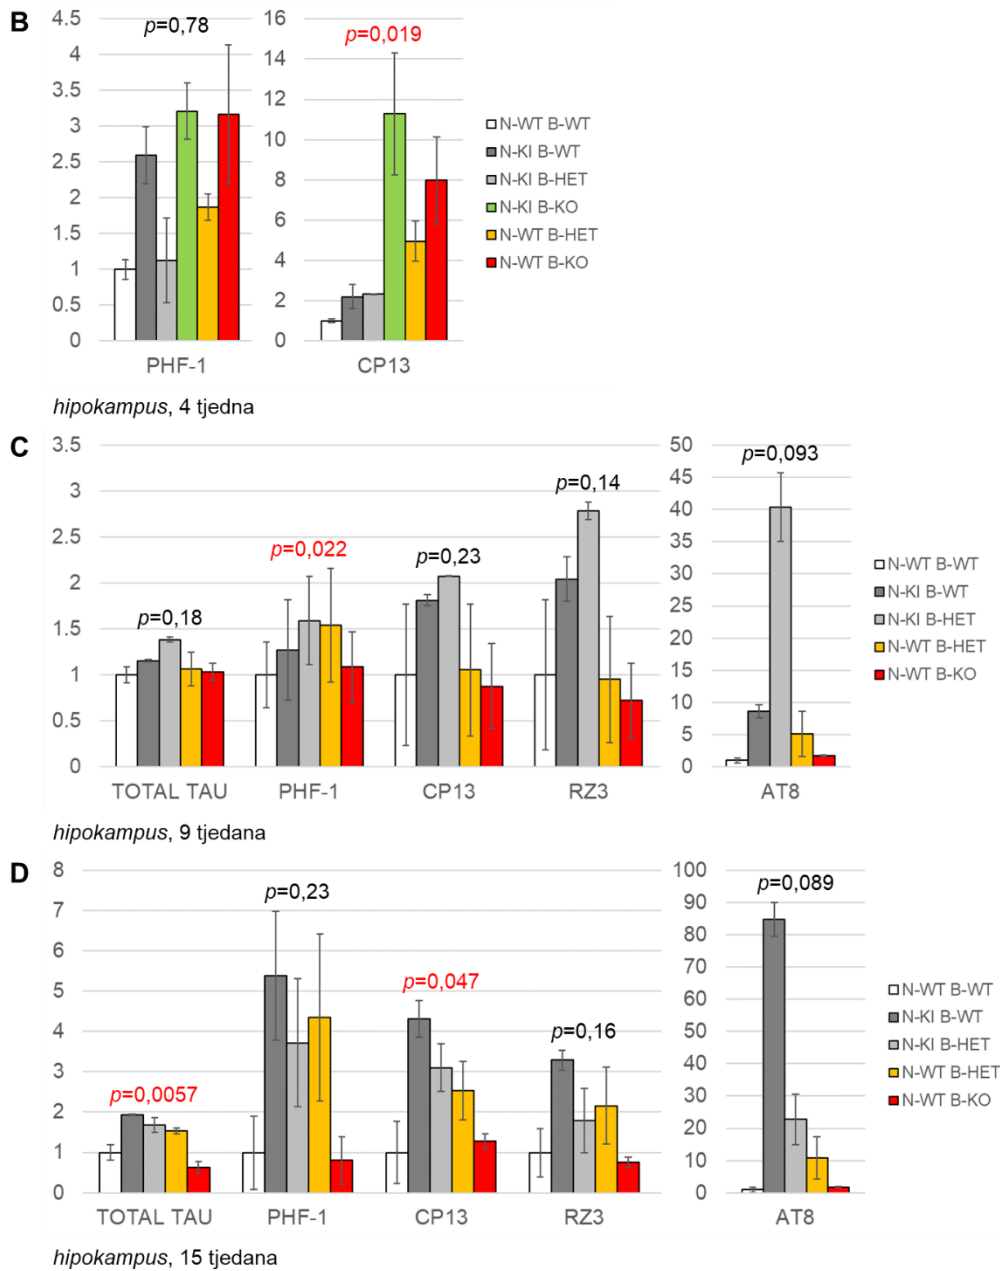 B
4.5
4
3.5
3
2.5
2
1.5
1
0.5
0
p=0,78
PHF-1
16
14
12
10
8
6
4
2
0
p=0,019
CP13
N-WT B-WT
N-KI B-WT
N-KI B-HET
N-KI B-KO
N-WT B-HET
N-WT B-KO
hipokampus, 4 tjedna
C
3.5
3
2.5
2
1.5
1
0.5
0
p=0,18
p=0,022
p=0,23
p=0,14
TOTAL TAU PHF-1 CP13 RZ3
50
45
40
35
30
25
20
15
10
5
0
p=0,093
AT8
N-WT B-WT
N-KI B-WT
N-KI B-HET
N-WT B-HET
N-WT B-KO
hipokampus, 9 tjedana
D
8
7
6
5
4
3
2
1
0
p=0,0057
p=0,23
p=0,047
p=0,16
TOTAL TAU PHF-1 CP13 RZ3
100
90
80
70
60
50
40
30
20
10
0
p=0,089
AT8
N-WT B-WT
N-KI B-WT
N-KI B-HET
N-WT B-HET
N-WT B-KO
hipokampus, 15 tjedana